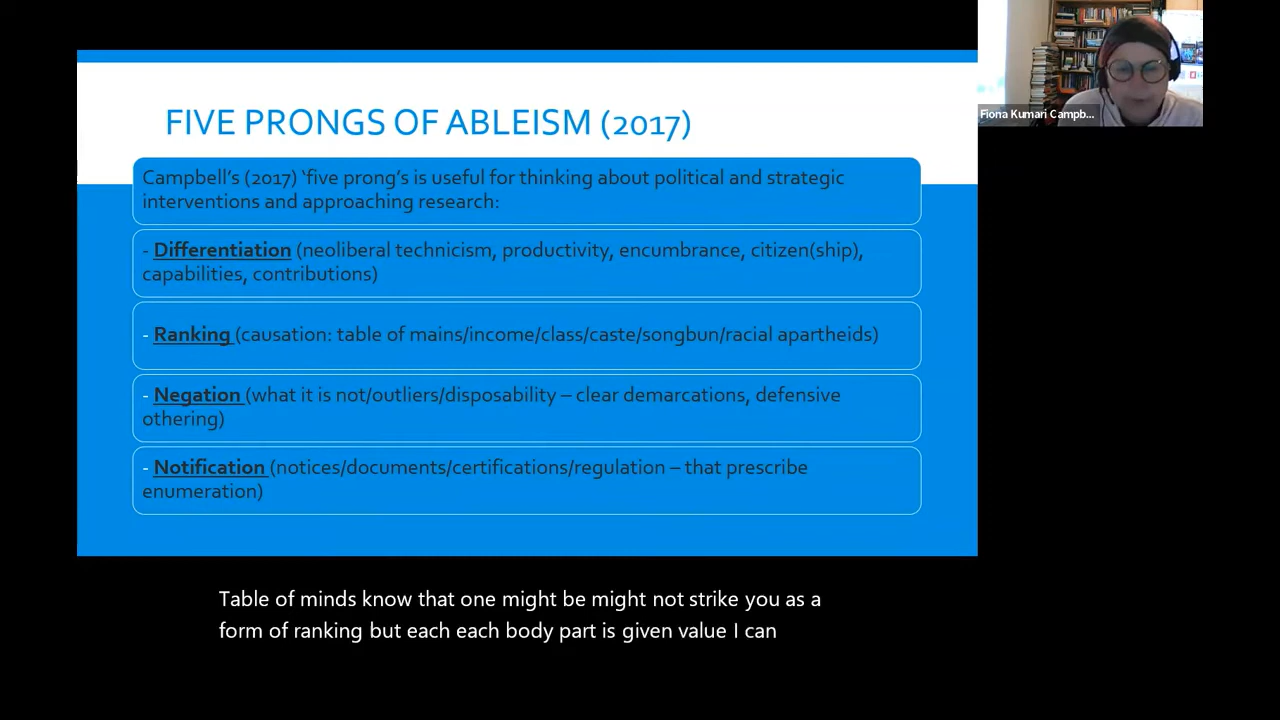 FIVE PRONGS OF ABLEISM (2017)
Fiona Kumari Campb...
Campbell's (2017) 'five prong's is useful for thinking about political and strategic
interventions and approaching research:
- Differentiation (neoliberal technicism, productivity, encumbrance, citizen(ship),
capabilities, contributions)
- Ranking (causation: table of mains/income/class/caste/songbun/racial apartheids)
- Negation (what it is not/outliers/disposability – clear demarcations, defensive
othering)
- Notification (notices/documents/certifications/regulation – that prescribe
enumeration)
Table of minds know that one might be might not strike you as a
form of ranking but each each body part is given value I can